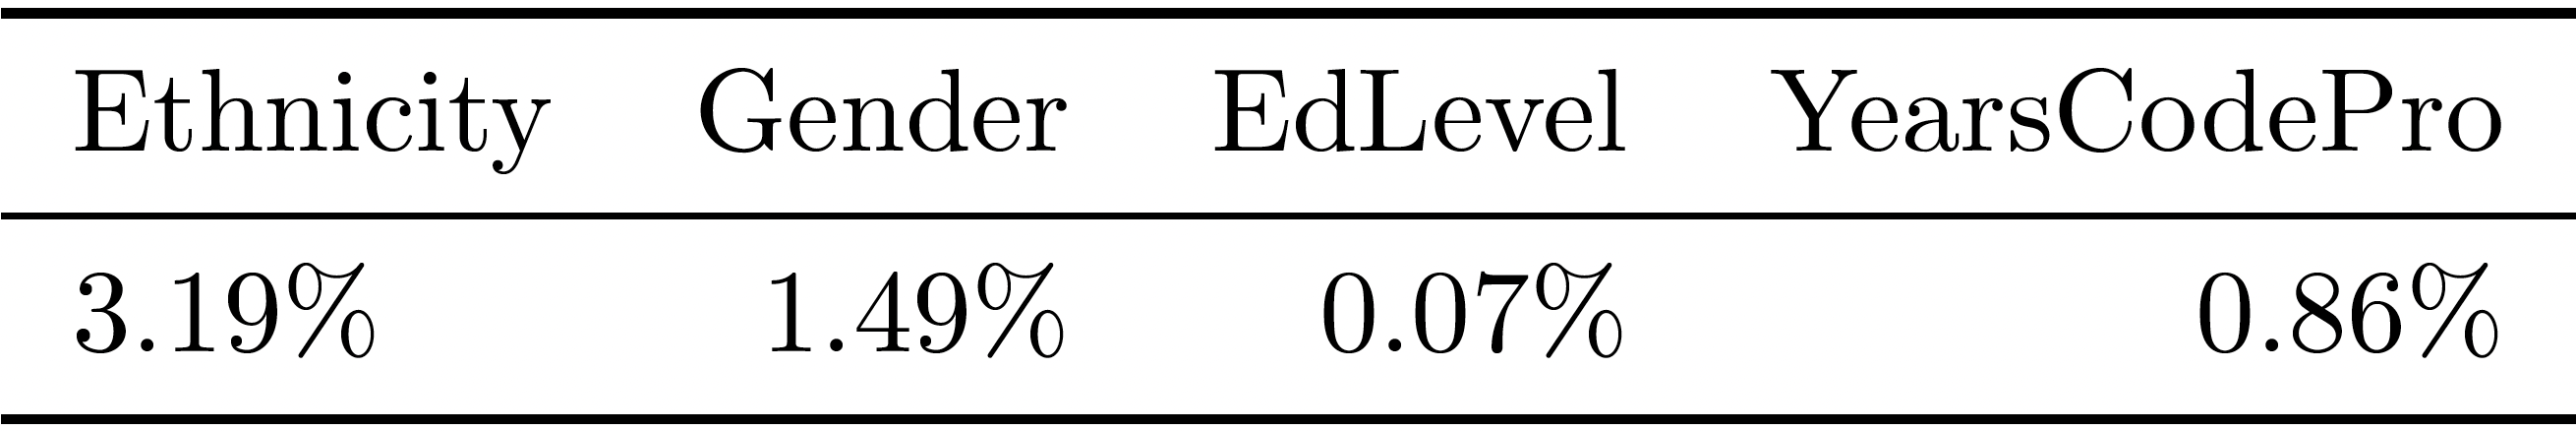 Ethnicity Gender EdLevel YearsCodePro
3.19% 1.49% 0.07% 0.86%